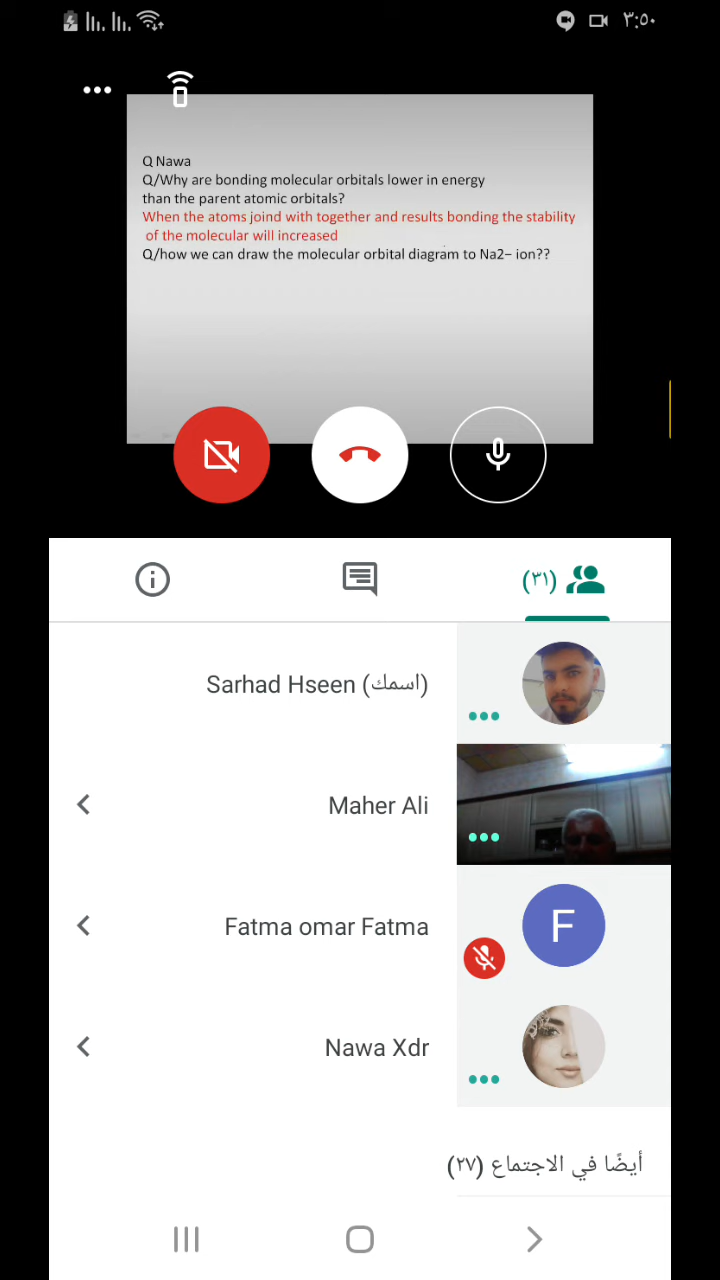 ٣:٥٠
Q Nawa
Q/Why are bonding molecular orbitals lower in energy
than the parent atomic orbitals?
When the atoms joind with together and results bonding the stability
of the molecular will increased
Q/how we can draw the molecular orbital diagram to Na2– ion??
(٣١)
Sarhad Hseen (اسمك)
Maher Ali
Fatma omar Fatma
F
Nawa Xdr
أيضًا في الاجتماع (٢٧)